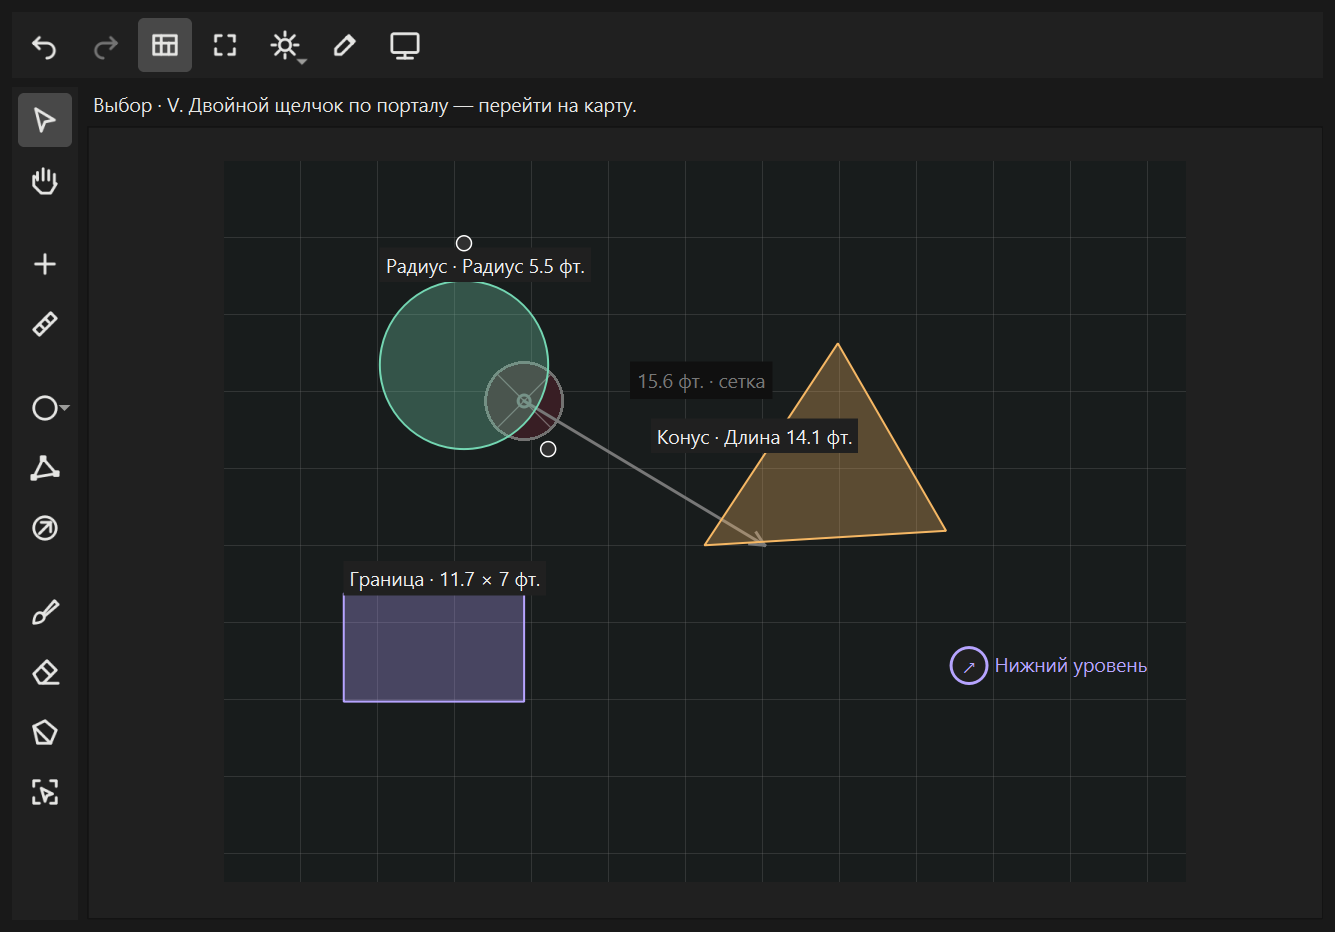 Выбор · V. Двойной щелчок по порталу — перейти на карту.
Радиус · Радиус 5.5 фт.
15.6 фт. · сетка
Конус · Длина 14.1 фт.
Граница · 11.7 × 7 фт.
Нижний уровень